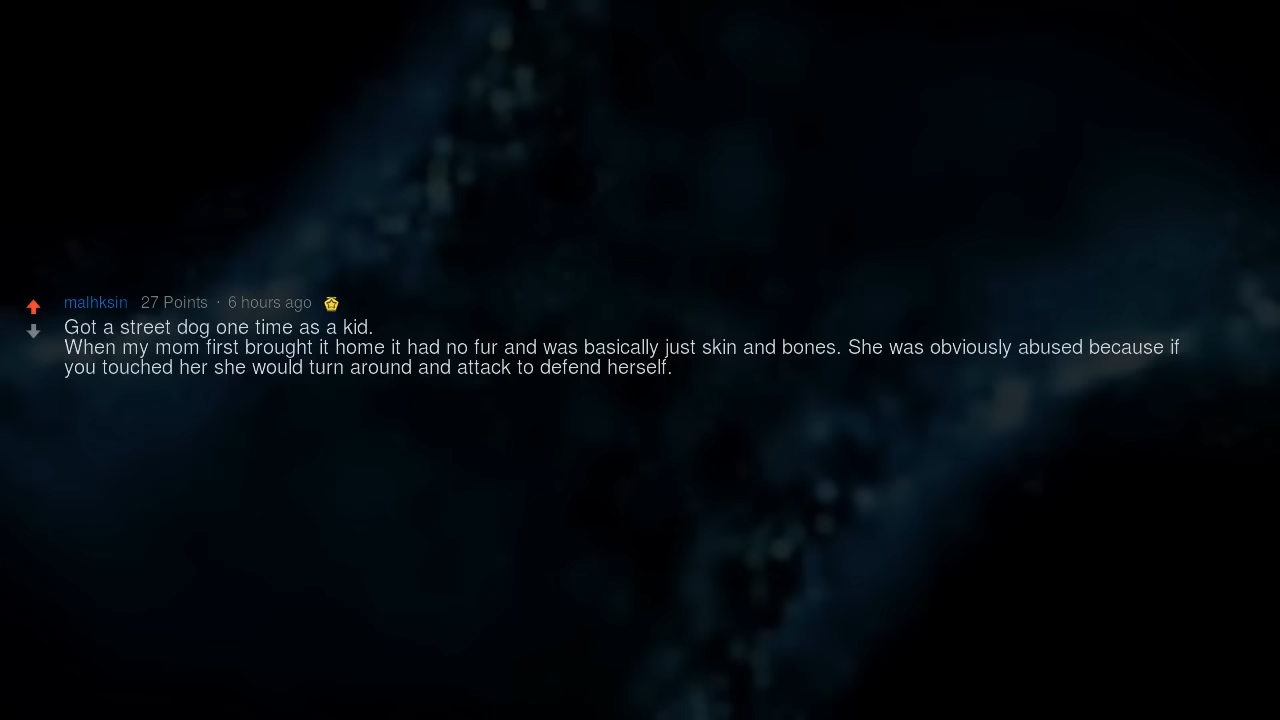 malhksin 27 Points · 6 hours ago
Got a street dog one time as a kid.
When my mom first brought it home it had no fur and was basically just skin and bones. She was obviously abused because if
you touched her she would turn around and attack to defend herself.